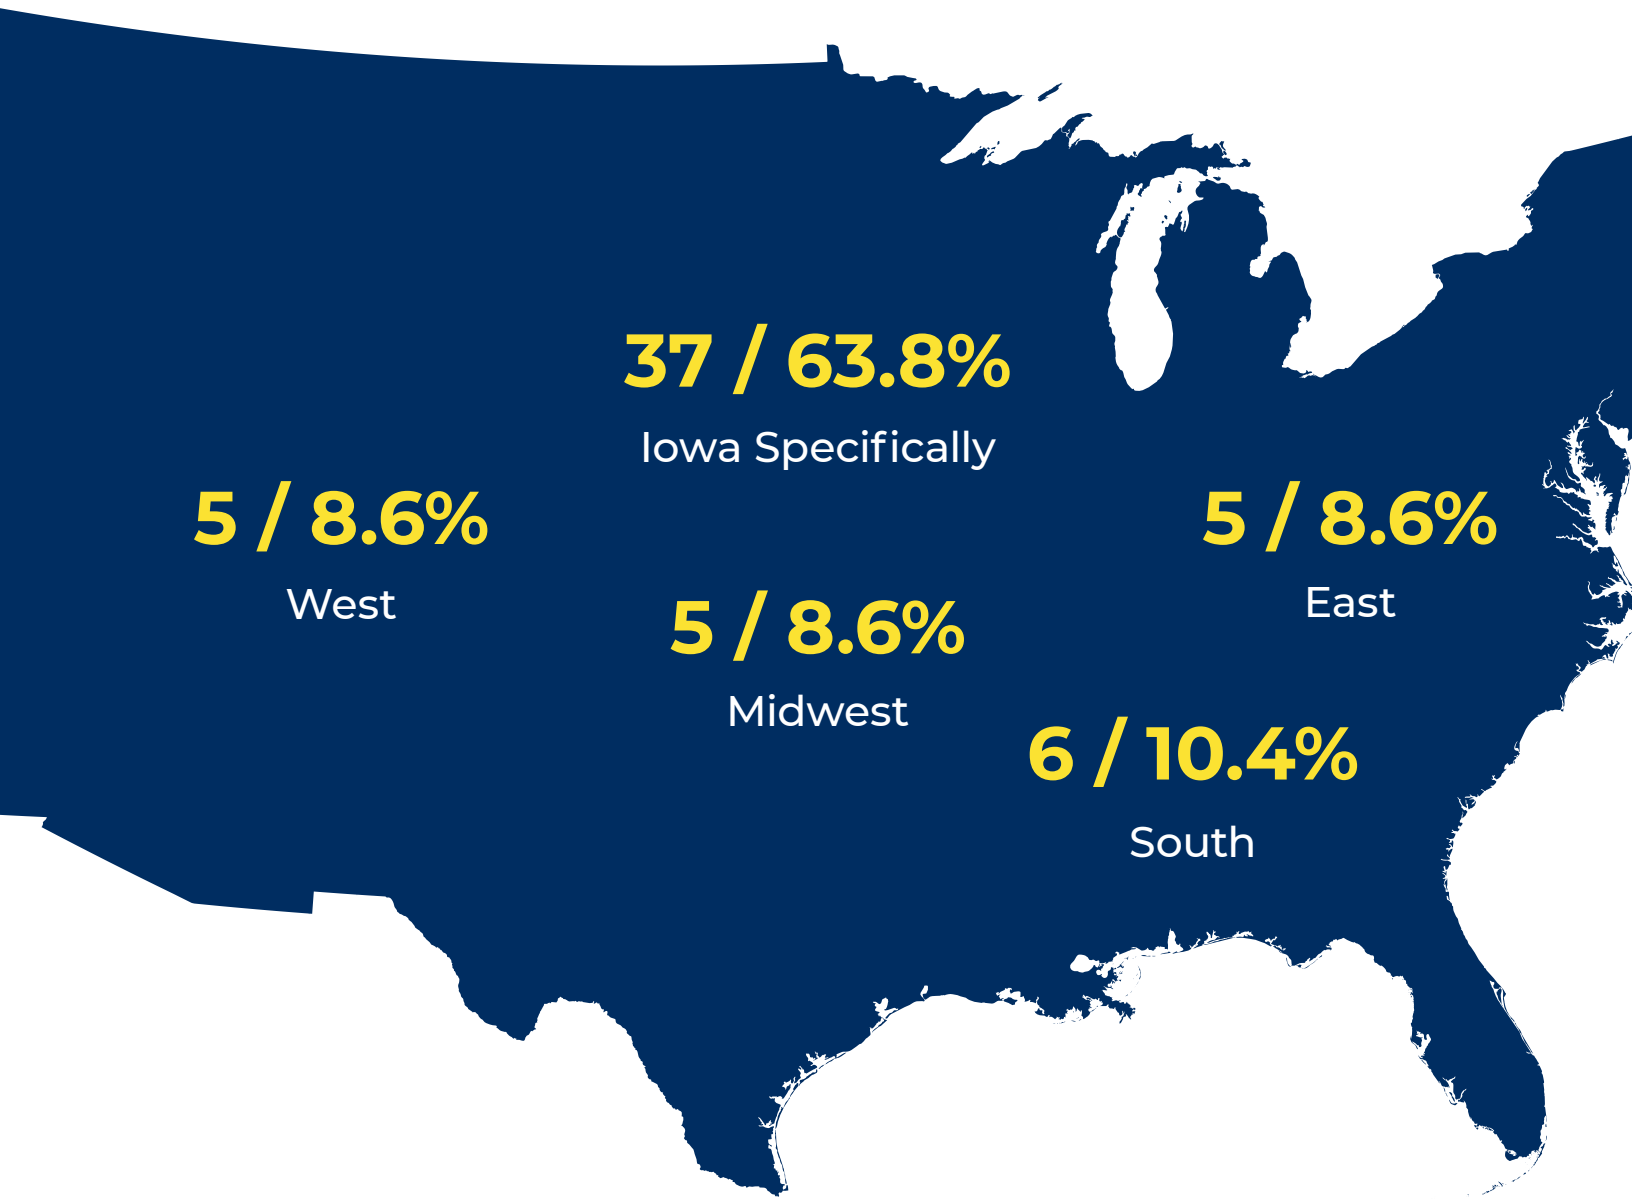 37 / 63.8%
Iowa Specifically
5 / 8.6%
West
5 / 8.6%
East
5 / 8.6%
Midwest
6 / 10.4%
South